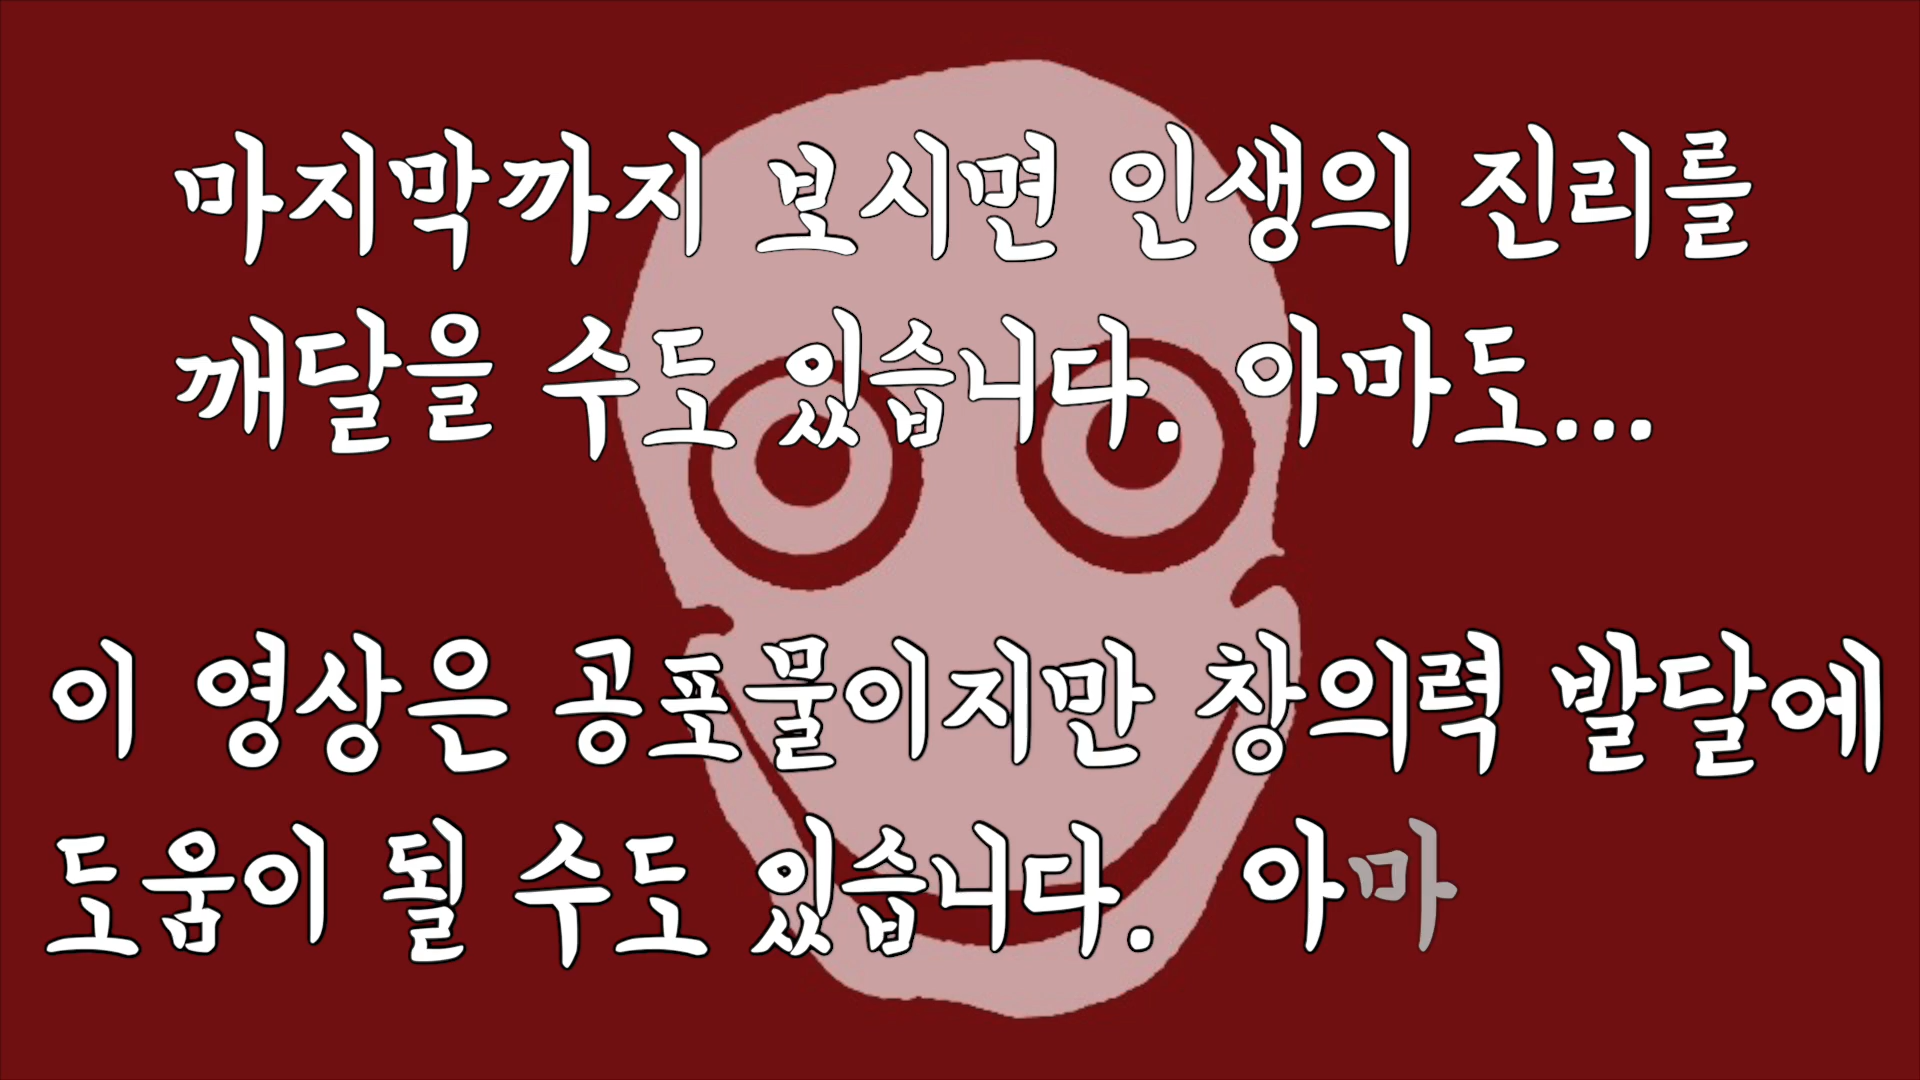 마지막까지 보시면 인생의 진리를
깨달을 수도 있습니다. 아마도...
이 영상은 공포물이지만 창의력 발달에
도움이 될 수도 있습니다. 아마